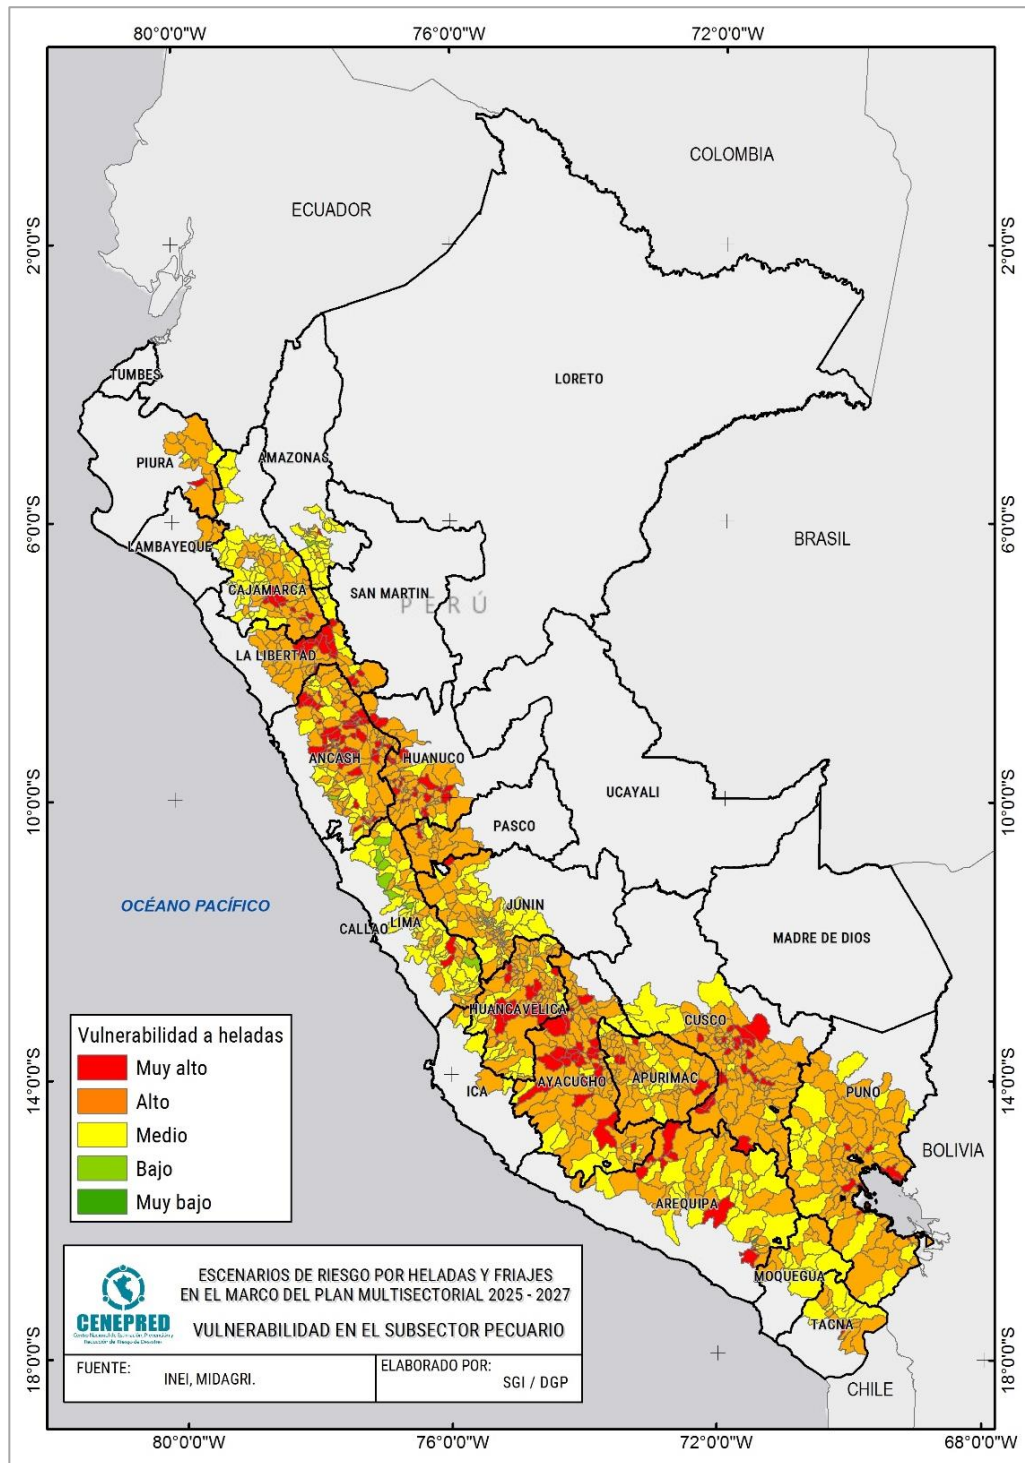 80°0'0"W 76°0'0"W 72°0'0"W
COLOMBIA
ECUADOR
2°0'0"S 2°0'0"S
TUMBES
LORETO
PIURA
AMAZONAS
6°0'0"S 6°0'0"S
BRASIL
LAMBAYEQUE
CAJAMARCA
SAN MARTIN
PERÚ
LA LIBERTAD
ANCASH
HUANUCO
UCAYALI
10°0'0"S 10°0'0"S
PASCO
OCÉANO PACÍFICO
JUNIN
CALLAO
LIMA
MADRE DE DIOS
HUANCAVELICA
CUSCO
Vulnerabilidad a heladas
Muy alto
Alto
Medio
Bajo
Muy bajo
14°0'0"S 14°0'0"S
ICA
AYACUCHO
APURIMAC
PUNO
BOLIVIA
AREQUIPA
MOQUEGUA
TACNA
CHILE
CENEPRED
ESCENARIOS DE RIESGO POR HELADAS Y FRIAJES
EN EL MARCO DEL PLAN MULTISECTORIAL 2025 - 2027
VULNERABILIDAD EN EL SUBSECTOR PECUARIO
FUENTE:
INEI, MIDAGRI.
ELABORADO POR:
SGI / DGP
18°0'0"S 18°0'0"S
80°0'0"W 76°0'0"W 72°0'0"W 68°0'0"W